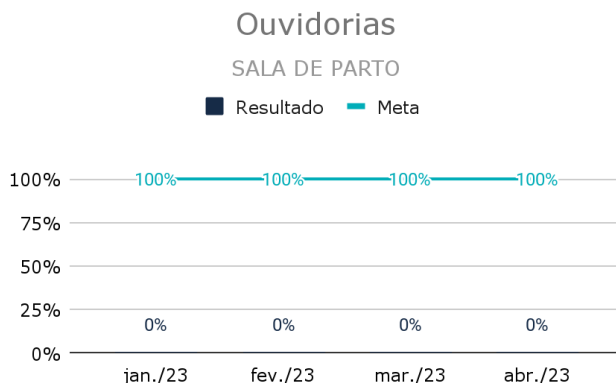 Ouvidorias
SALA DE PARTO
Resultado Meta
100% 100% 100% 100% 100%
75%
50%
25%
0% 0% 0% 0%
0%
jan./23 fev./23 mar./23 abr./23